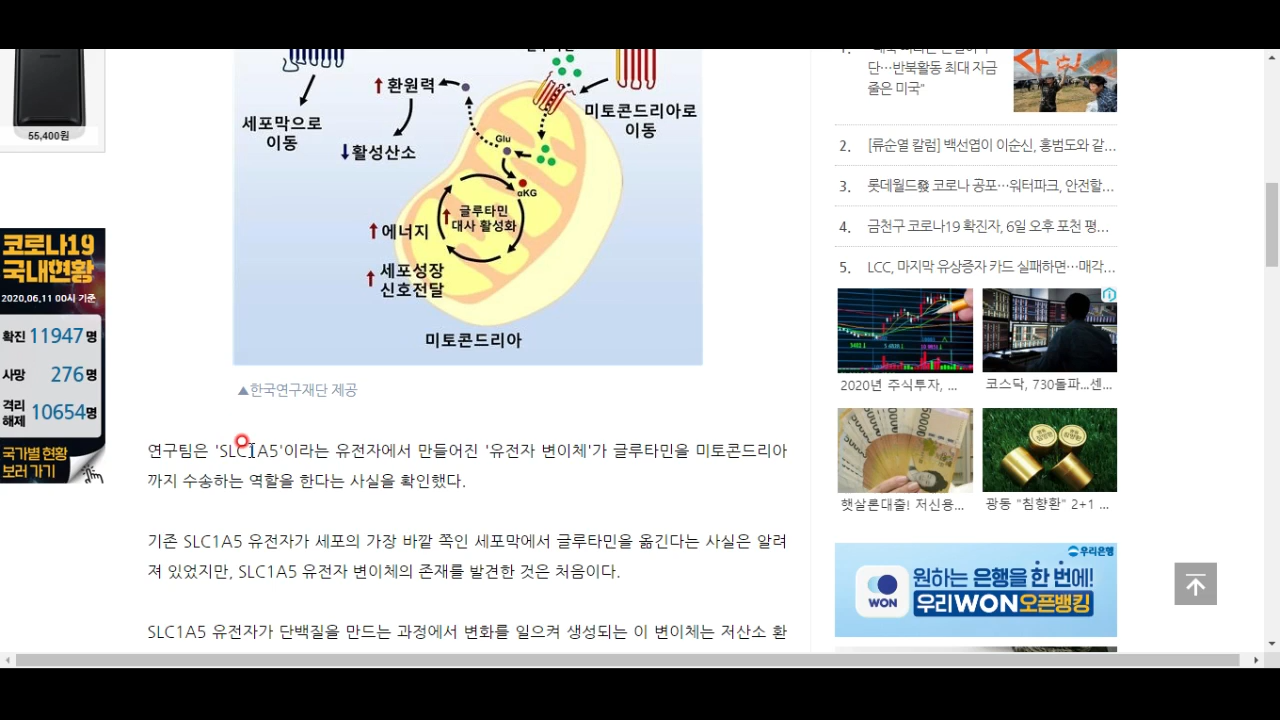 55,400원
코로나19
국내현황
2020.06.11 00시 기준
확진 11947명
사망 276명
격리
해제 10654명
국가별 현황
보러 가기
↑환원력
세포막으로
이동
↓활성산소
미토콘드리아로
이동
Glu
αKG
↑글루타민
대사 활성화
↑에너지
↑세포성장
신호전달
미토콘드리아
▲한국연구재단 제공
연구팀은 'SLC1A5'이라는 유전자에서 만들어진 '유전자 변이체'가 글루타민을 미토콘드리아
까지 수송하는 역할을 한다는 사실을 확인했다.
기존 SLC1A5 유전자가 세포의 가장 바깥 쪽인 세포막에서 글루타민을 옮긴다는 사실은 알려
져 있었지만, SLC1A5 유전자 변이체의 존재를 발견한 것은 처음이다.
SLC1A5 유전자가 단백질을 만드는 과정에서 변화를 일으켜 생성되는 이 변이체는 저산소 환
1.
단…반북활동 최대 자금
줄은 미국"
2. [류순열 칼럼] 백선엽이 이순신, 홍범도와 같...
3. 롯데월드發 코로나 공포…워터파크, 안전할...
4. 금천구 코로나19 확진자, 6일 오후 포천 평...
5. LCC, 마지막 유상증자 카드 실패하면…매각...
2020년 주식투자, ...
코스닥, 730돌파...센...
햇살론대출! 저신용...
광동 "침향환" 2+1 ...
우리은행
WON
원하는 은행을 한 번에!
우리WON오픈뱅킹